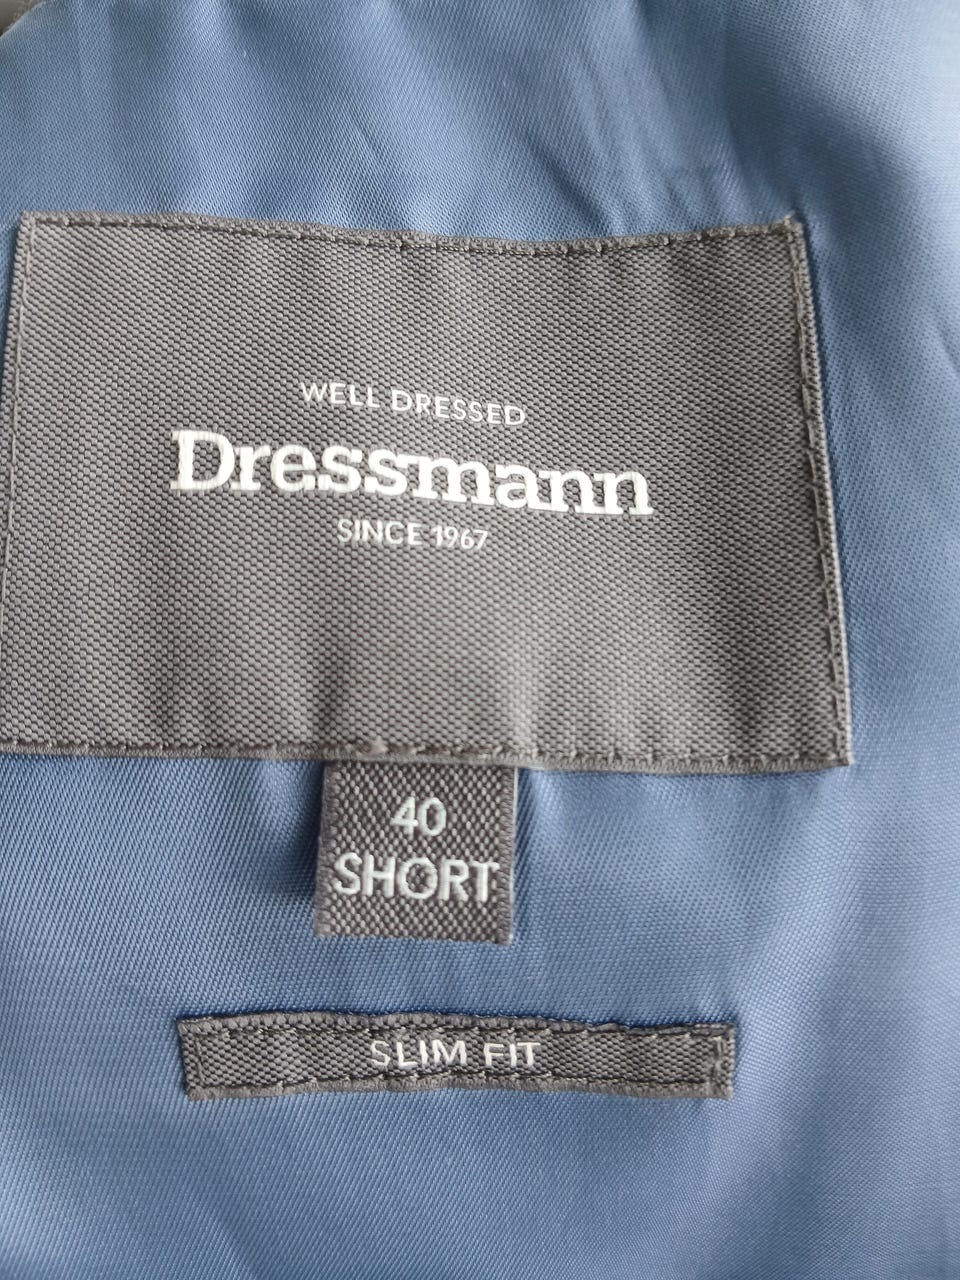 WELL DRESSED
Dressmann
SINCE 1967
40
SHORT
SLIM FIT